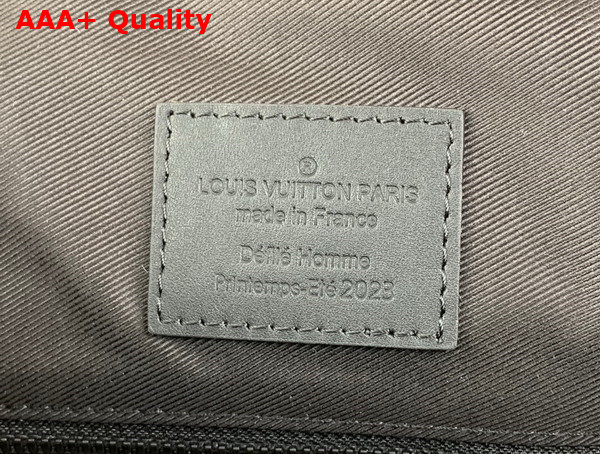 AAA+ Quality
®
LOUIS VUITTON PARIS
made in France
Défilé Homme
Printemps-Eté 2023